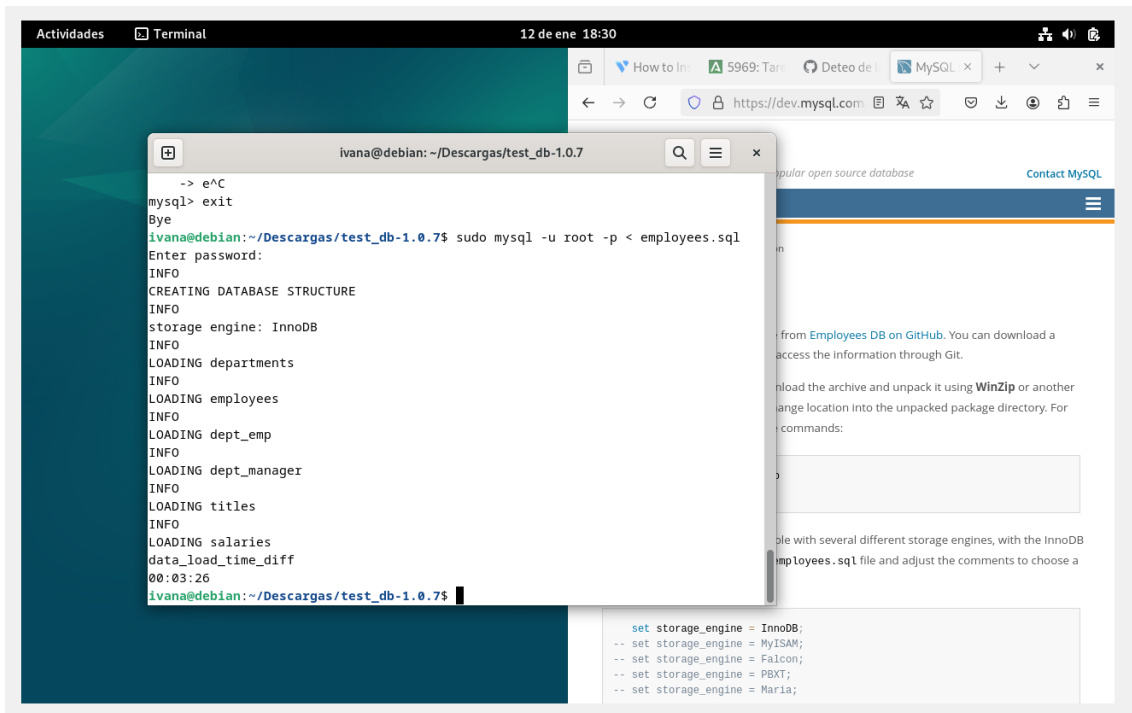 Actividades Terminal 12 de ene 18:30
How to In 5969: Tar Deteo de MySQL
https://dev.mysql.com
ivana@debian: ~/Descargas/test_db-1.0.7
-> e^C
mysql> exit
Bye
ivana@debian:~/Descargas/test_db-1.0.7$ sudo mysql -u root -p < employees.sql
Enter password:
INFO
CREATING DATABASE STRUCTURE
INFO
storage engine: InnoDB
INFO
LOADING departments
INFO
LOADING employees
INFO
LOADING dept_emp
INFO
LOADING dept_manager
INFO
LOADING titles
INFO
LOADING salaries
data_load_time_diff
00:03:26
ivana@debian:~/Descargas/test_db-1.0.7$
open source database Contact MySQL
from Employees DB on GitHub. You can download a
access the information through Git.
the archive and unpack it using WinZip or another
location into the unpacked package directory. For
commands:
with several different storage engines, with the InnoDB
employees.sql file and adjust the comments to choose a
set storage_engine = InnoDB;
-- set storage_engine = MyISAM;
-- set storage_engine = Falcon;
-- set storage_engine = PBXT;
-- set storage_engine = Maria;